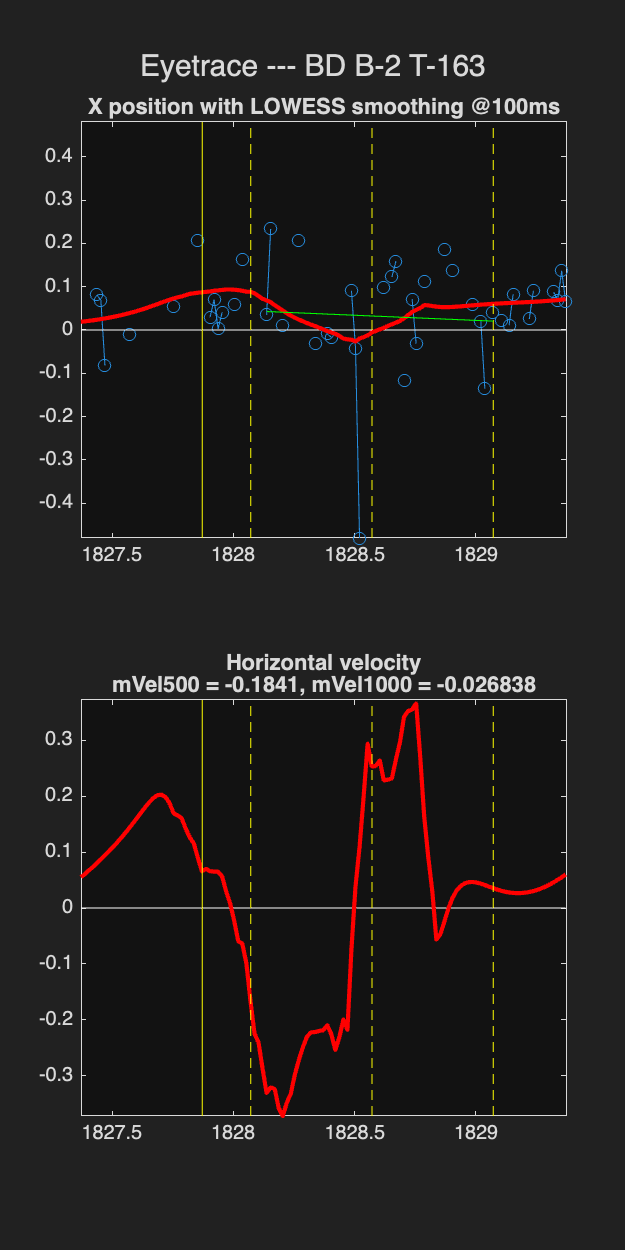 Eyetrace --- BD B-2 T-163
X position with LOWESS smoothing @100ms
0.4
0.3
0.2
0.1
0
-0.1
-0.2
-0.3
-0.4
1827.5 1828 1828.5 1829
Horizontal velocity
mVel500 = -0.1841, mVel1000 = -0.026838
0.3
0.2
0.1
0
-0.1
-0.2
-0.3
1827.5 1828 1828.5 1829